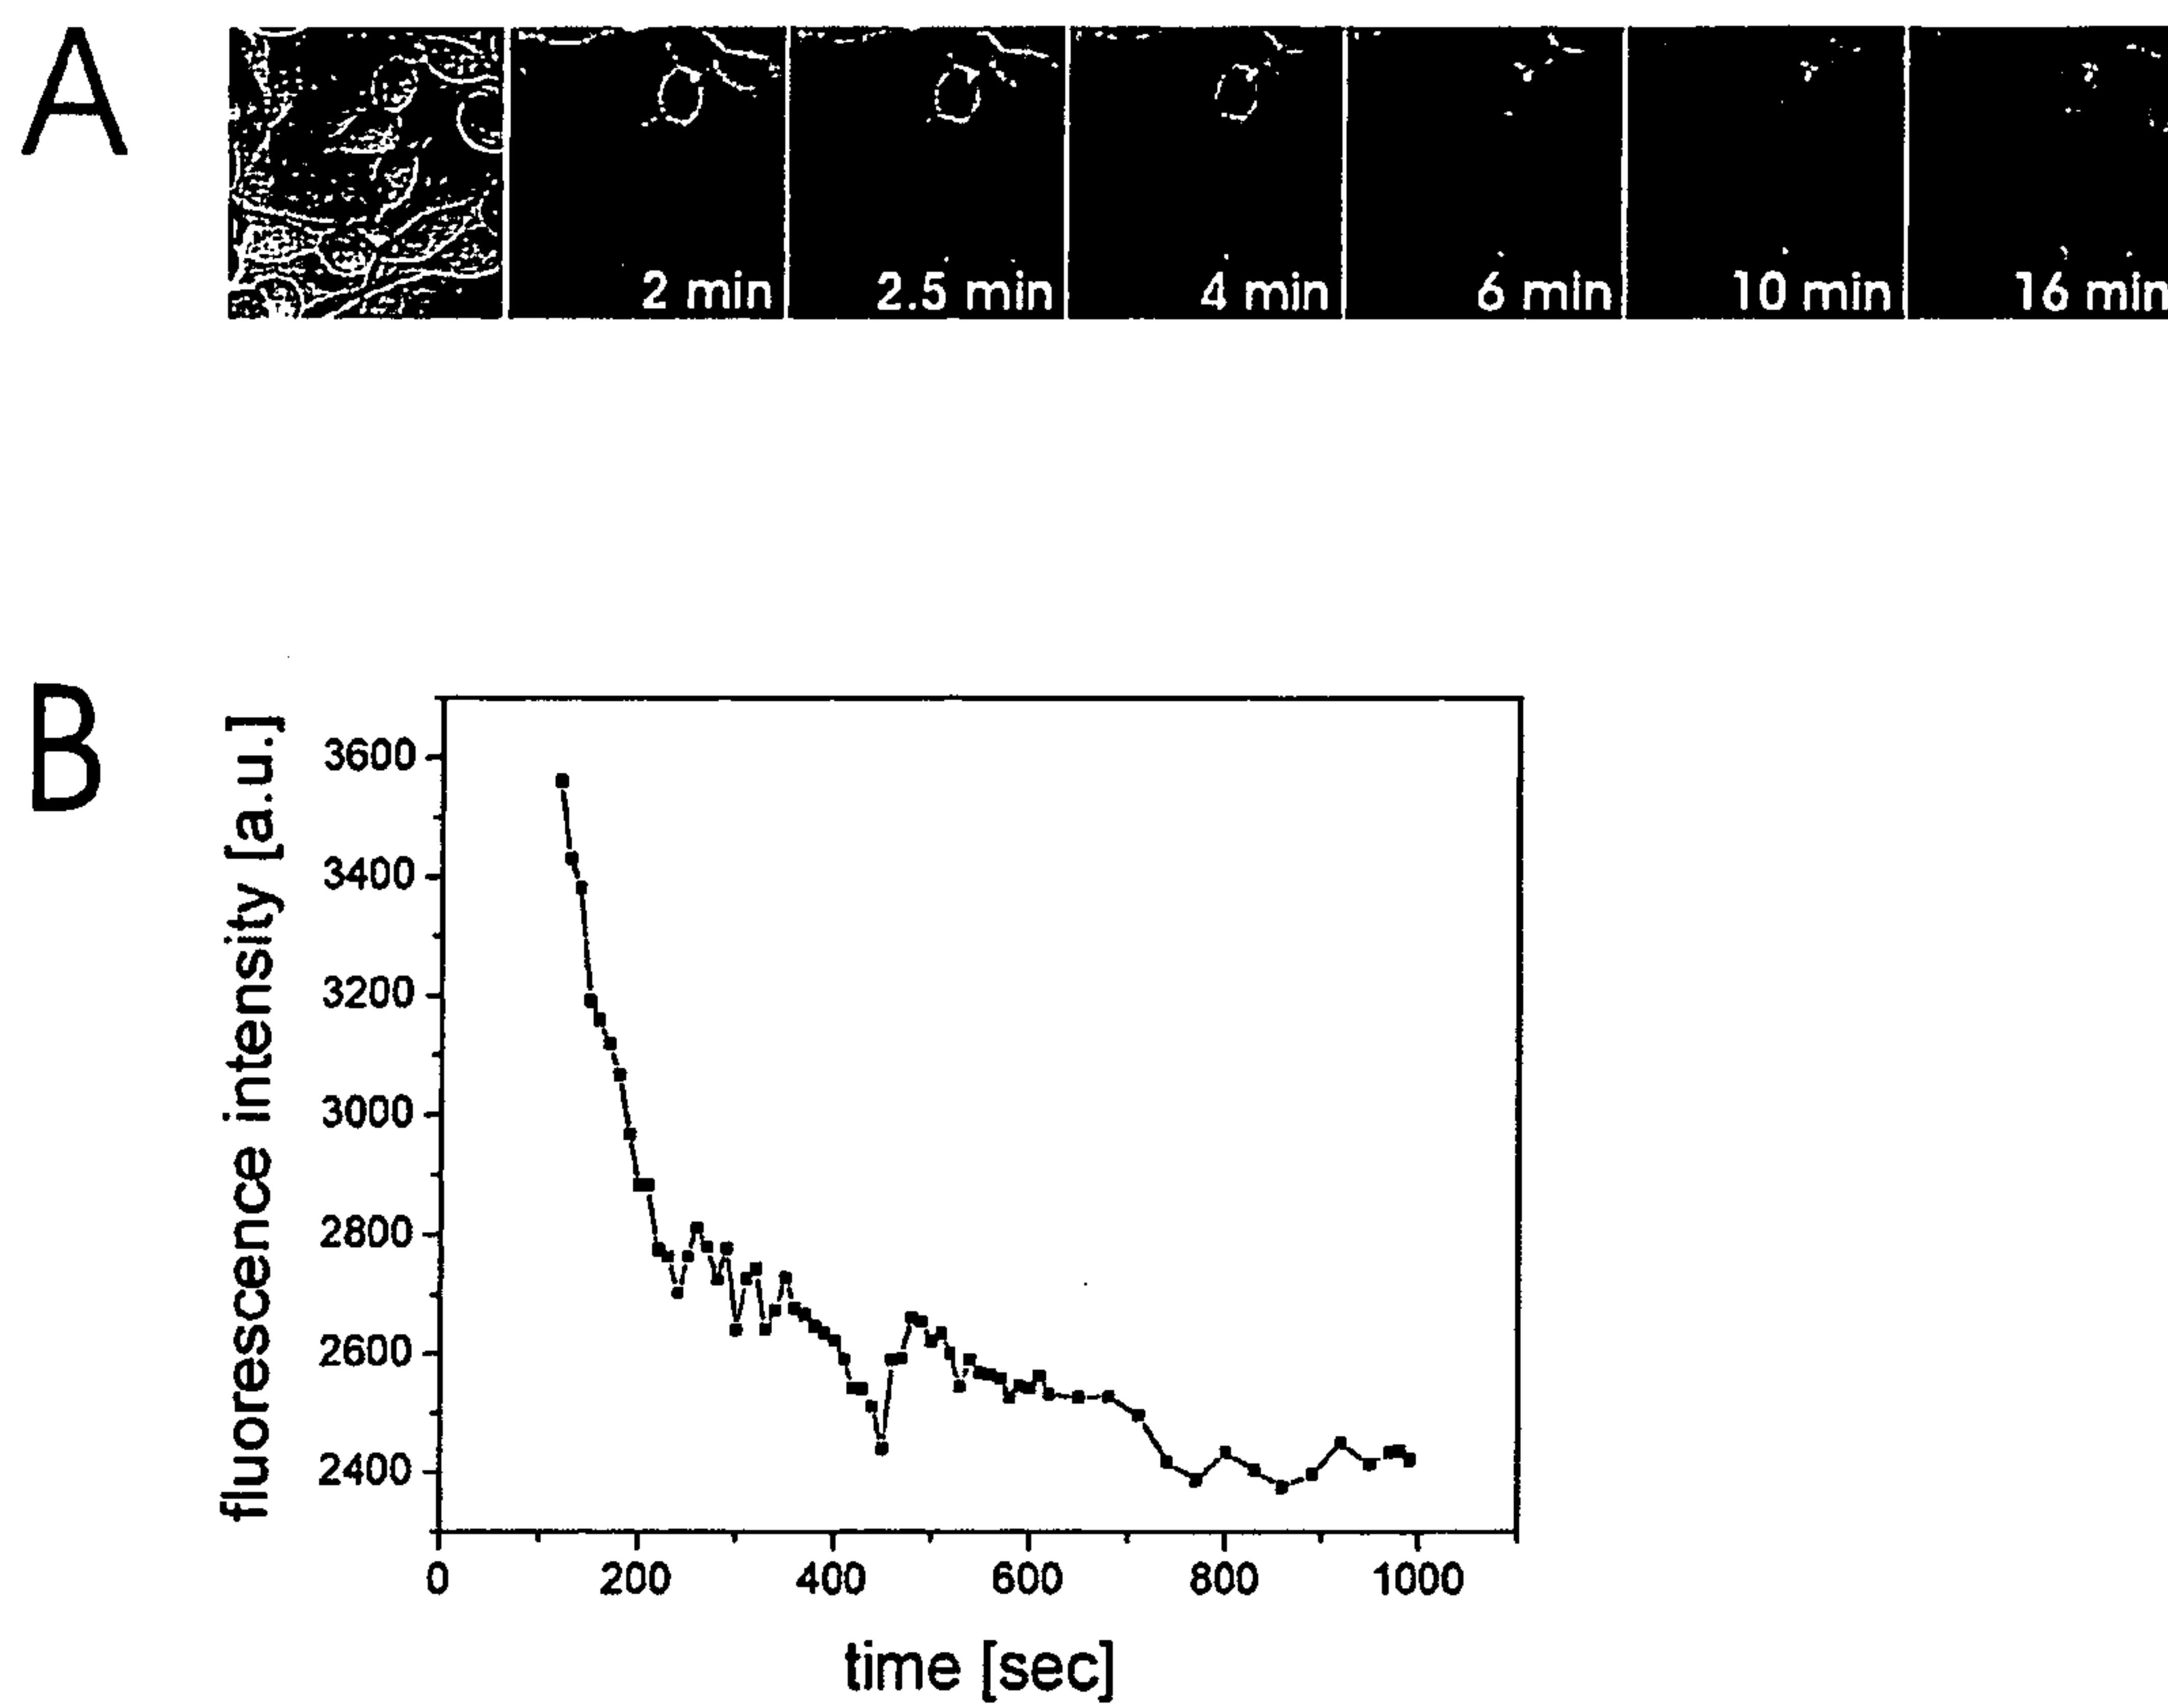 A
2 min
2.5 min
4 min
6 min
10 min
16 min
B
fluorescence intensity [a.u.]
3600
3400
3200
3000
2800
2600
2400
0 200 400 600 800 1000
time [sec]